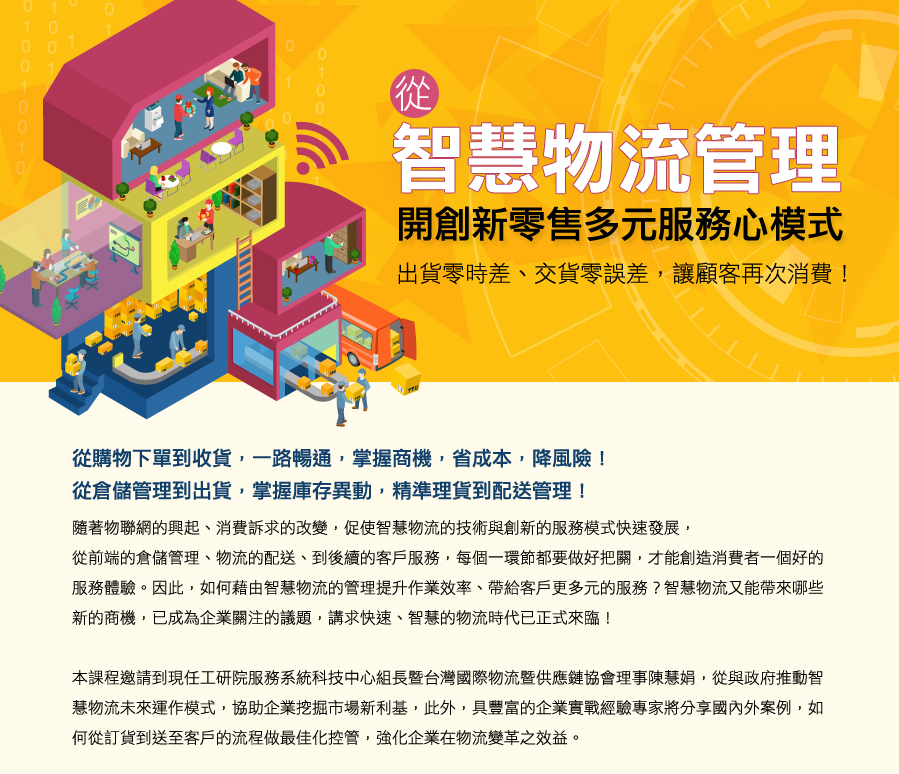 從
智慧物流管理
開創新零售多元服務心模式
出貨零時差、交貨零誤差，讓顧客再次消費！
從購物下單到收貨，一路暢通，掌握商機，省成本，降風險！
從倉儲管理到出貨，掌握庫存異動，精準理貨到配送管理！
隨著物聯網的興起、消費訴求的改變，促使智慧物流的技術與創新的服務模式快速發展，
從前端的倉儲管理、物流的配送、到後續的客戶服務，每個一環節都要做好把關，才能創造消費者一個好的
服務體驗。因此，如何藉由智慧物流的管理提升作業效率、帶給客戶更多元的服務？智慧物流又能帶來哪些
新的商機，已成為企業關注的議題，講求快速、智慧的物流時代已正式來臨！
本課程邀請到現任工研院服務系統科技中心組長暨台灣國際物流暨供應鏈協會理事陳慧娟，從與政府推動智
慧物流未來運作模式，協助企業挖掘市場新利基，此外，具豐富的企業實戰經驗專家將分享國內外案例，如
何從訂貨到送至客戶的流程做最佳化控管，強化企業在物流變革之效益。